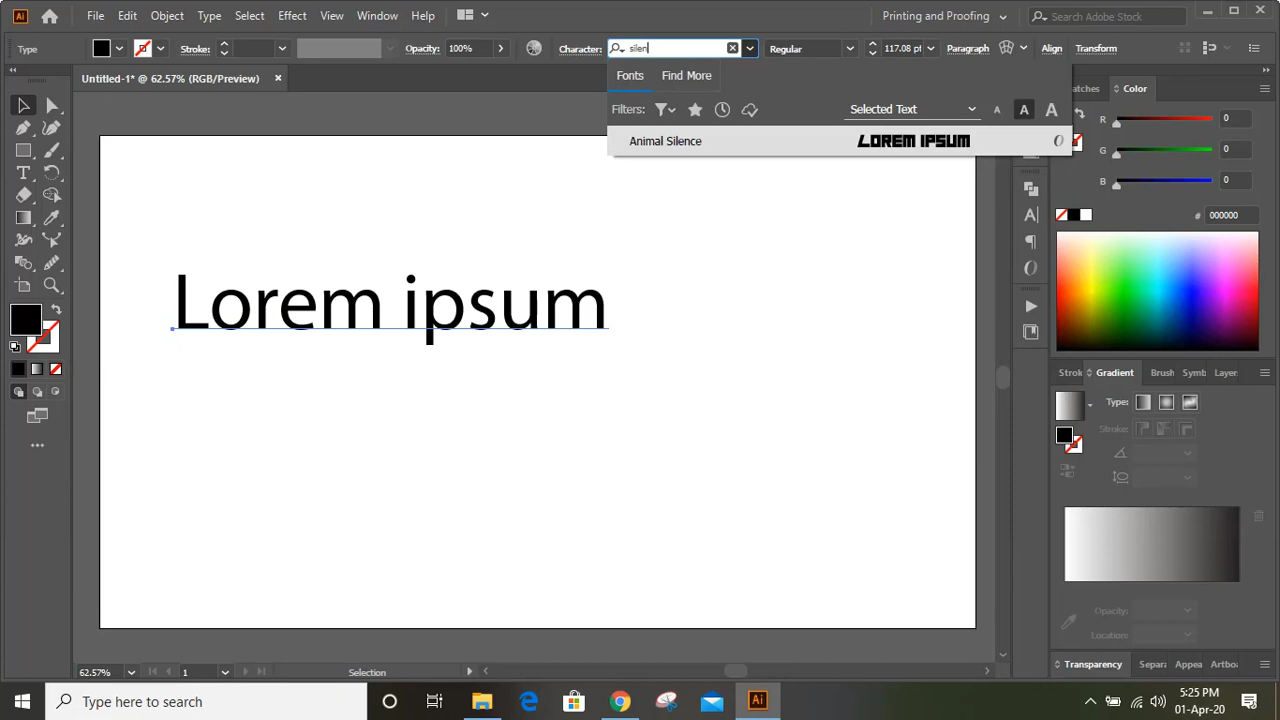 Ai File Edit Object Type Select Effect View Window Help Printing and Proofing Search Adobe Stock
Type Stroke: Opacity: 100% Character: silen Regular 117.08 pt Paragraph Align Transform
Untitled-1* @ 62.57% (RGB/Preview) ×
Fonts Find More
Filters: Selected Text A A A
Animal Silence LOREM IPSUM O
atches Color
R 0
G 0
B 0
# 000000
Lorem ipsum
Strok Gradient Brush Symb Layer
Type:
Stroke:
Opacity:
Location:
Transparency Separa Appea Artboa
62.57% 1 Selection
Type here to search
Ai
5:25 PM
01-Apr-20